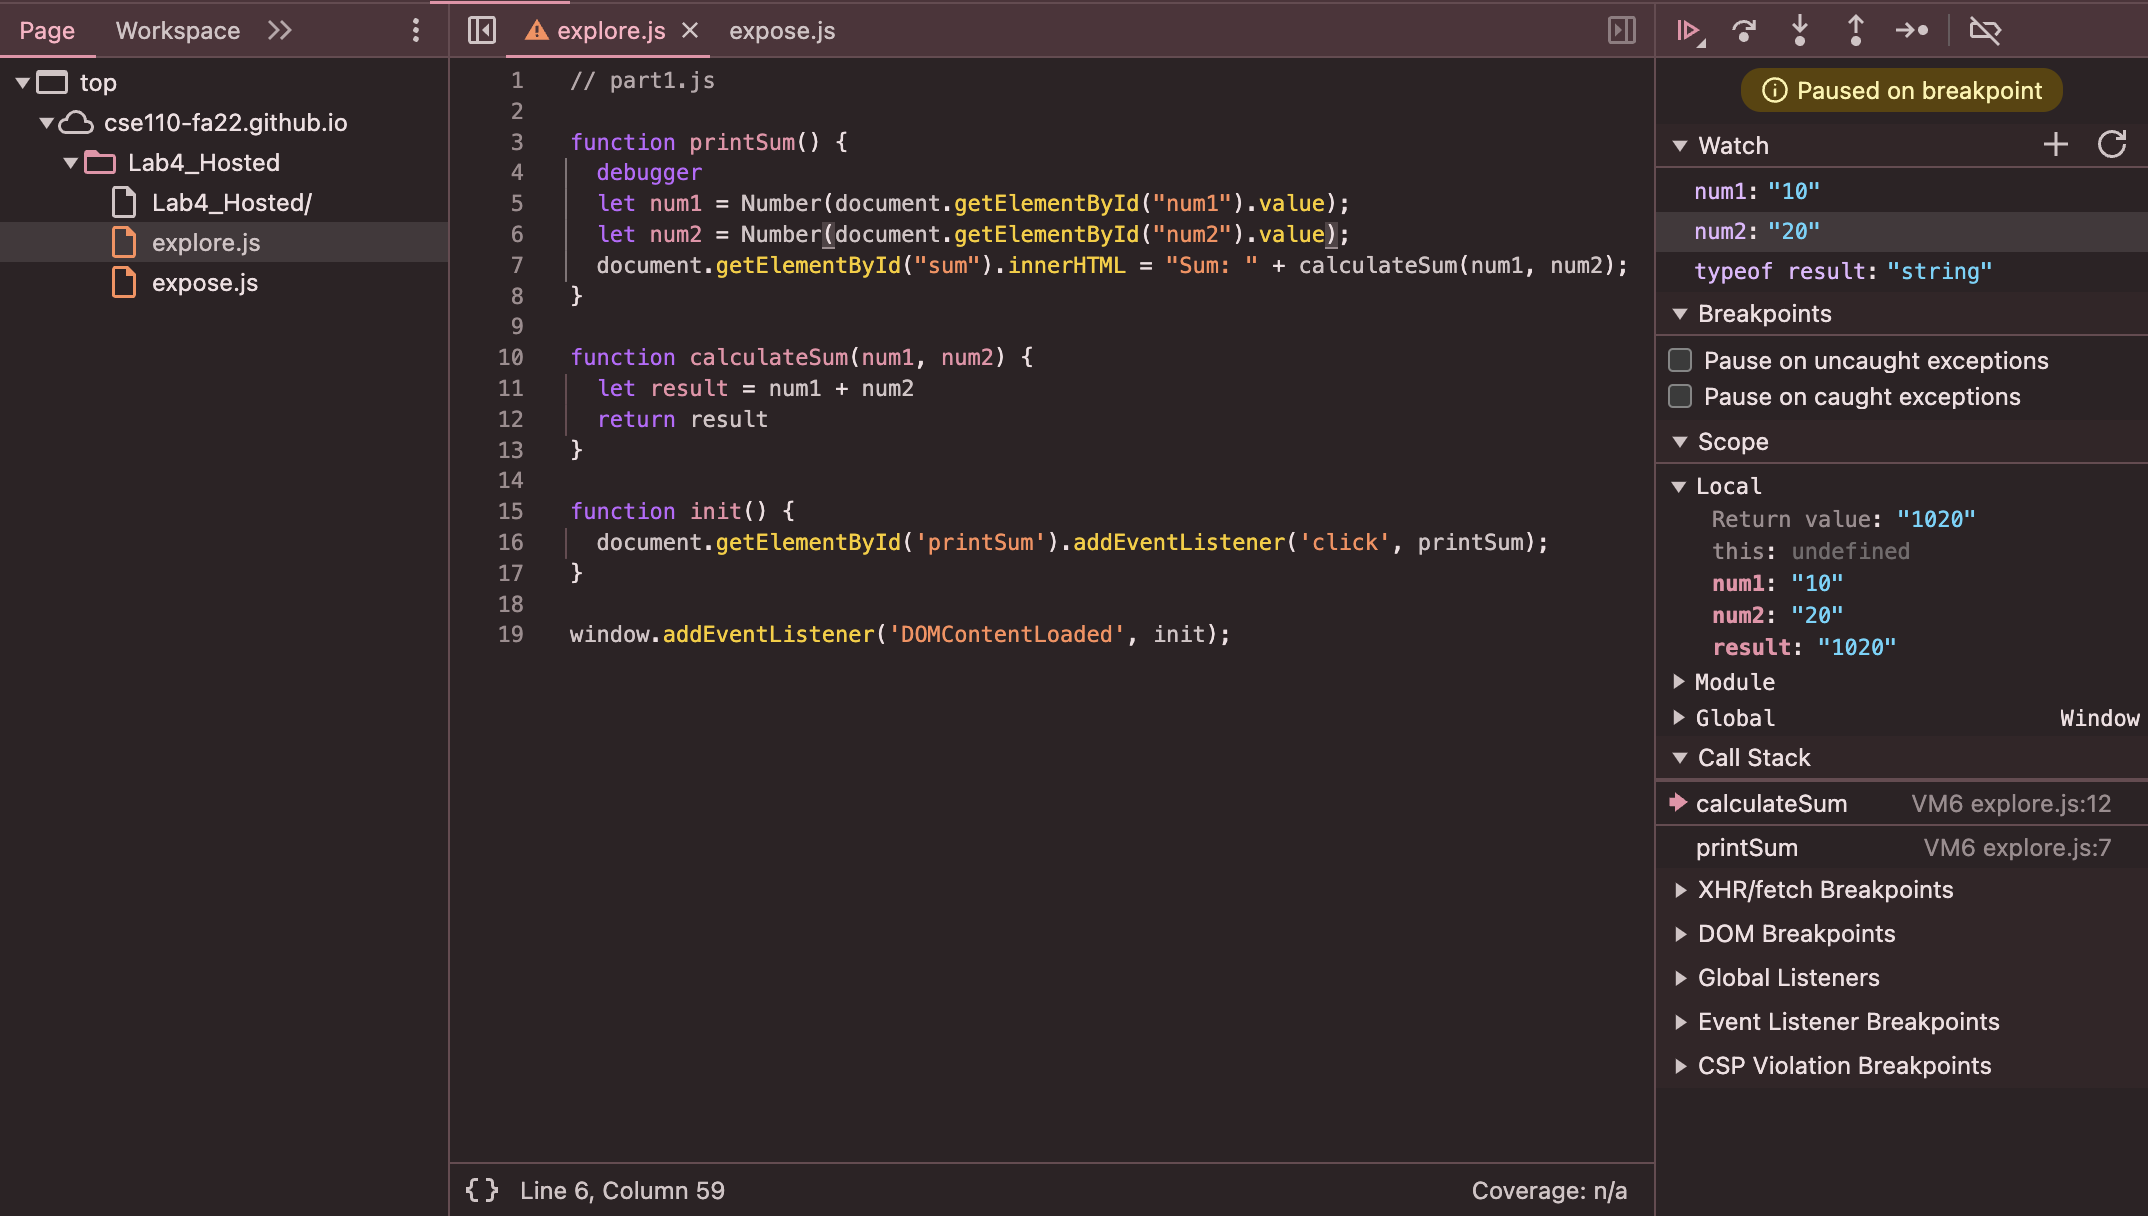 Page Workspace
top
cse110-fa22.github.io
Lab4_Hosted
Lab4_Hosted/
explore.js
expose.js
explore.js expose.js
1 // part1.js
2
3 function printSum() {
4 debugger
5 let num1 = Number(document.getElementById("num1").value);
6 let num2 = Number(document.getElementById("num2").value);
7 document.getElementById("sum").innerHTML = "Sum: " + calculateSum(num1, num2);
8 }
9
10 function calculateSum(num1, num2) {
11 let result = num1 + num2
12 return result
13 }
14
15 function init() {
16 document.getElementById('printSum').addEventListener('click', printSum);
17 }
18
19 window.addEventListener('DOMContentLoaded', init);
{ } Line 6, Column 59 Coverage: n/a
Paused on breakpoint
Watch
num1: "10"
num2: "20"
typeof result: "string"
Breakpoints
Pause on uncaught exceptions
Pause on caught exceptions
Scope
Local
Return value: "1020"
this: undefined
num1: "10"
num2: "20"
result: "1020"
Module
Global Window
Call Stack
calculateSum VM6 explore.js:12
printSum VM6 explore.js:7
XHR/fetch Breakpoints
DOM Breakpoints
Global Listeners
Event Listener Breakpoints
CSP Violation Breakpoints